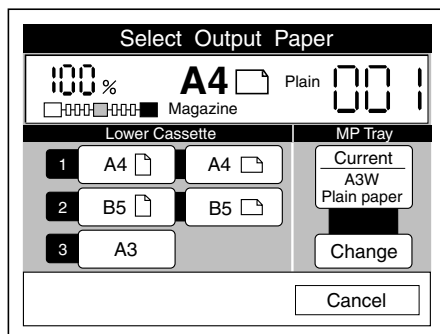 Select Output Paper
100 % A4 Plain 001
Magazine
Lower Cassette MP Tray
1 A4 A4 Current
A3W
2 B5 B5 Plain paper
3 A3 Change
Cancel